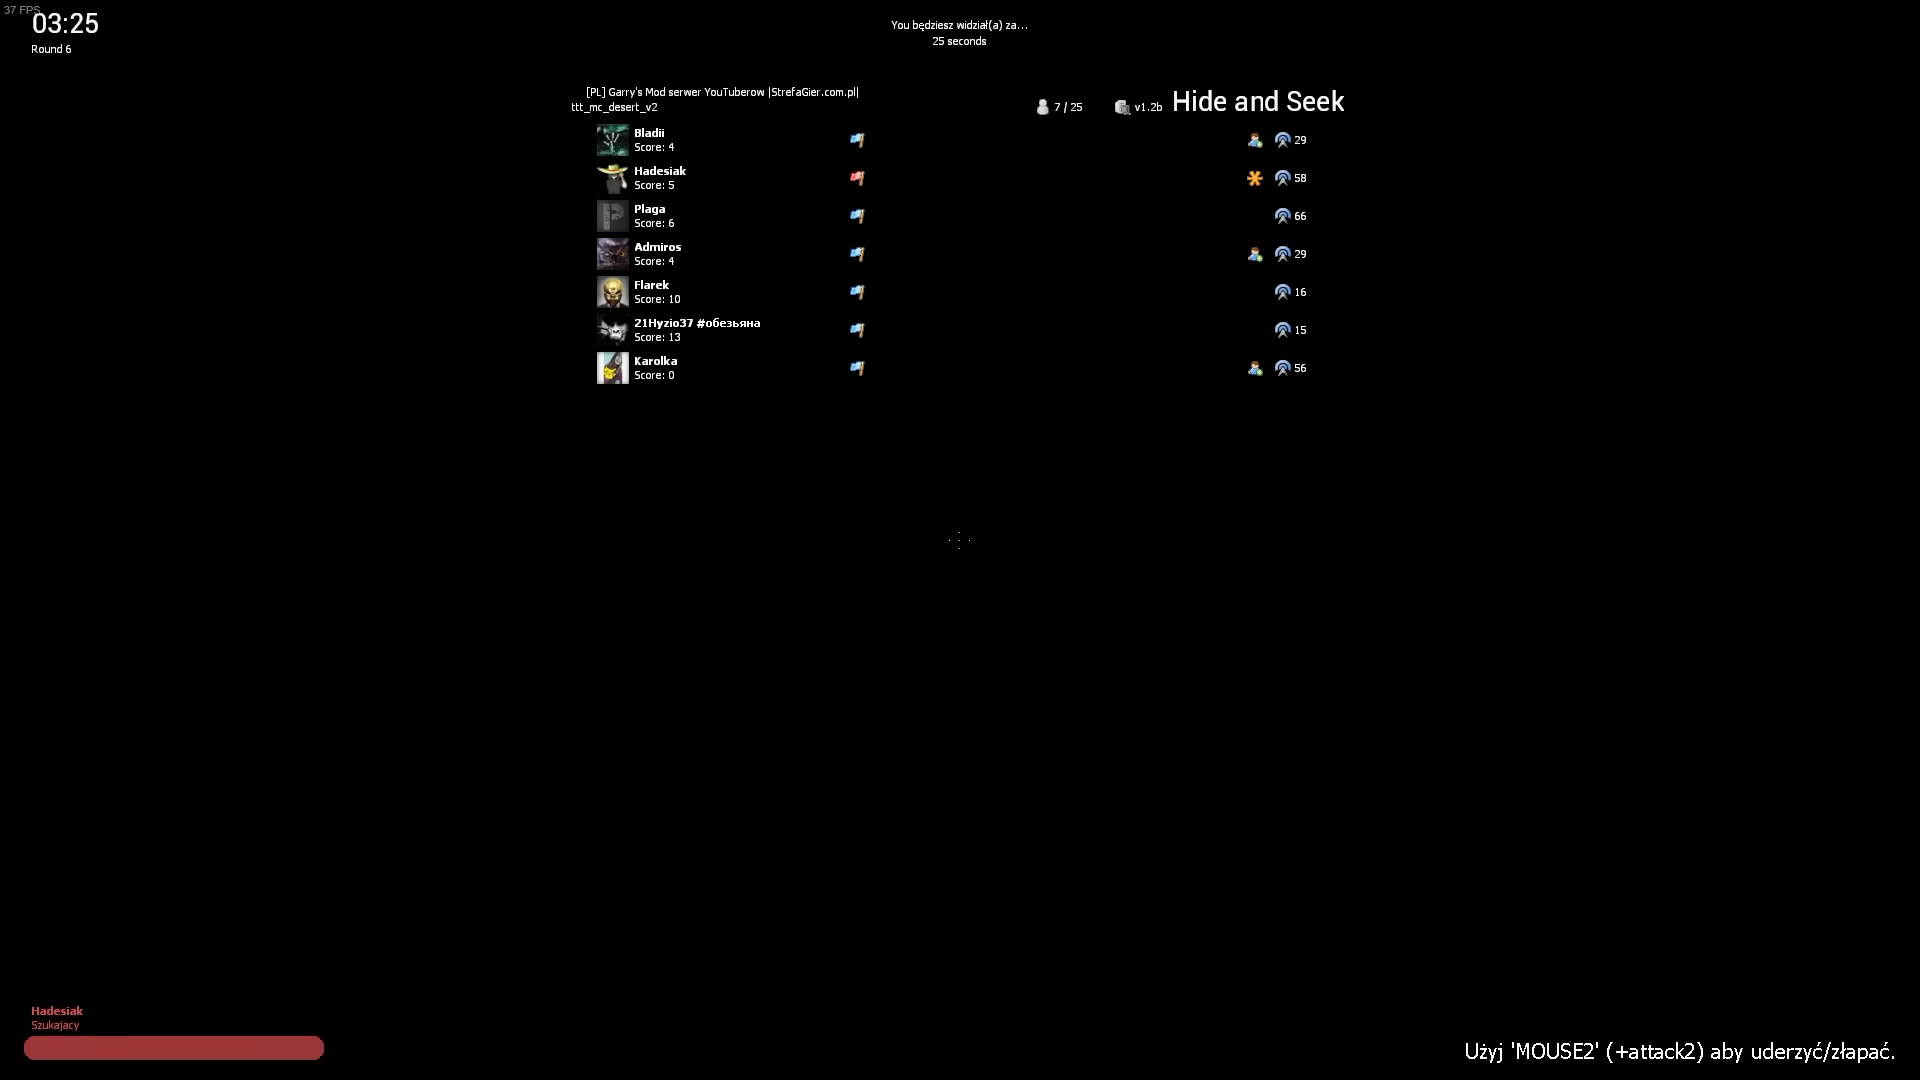 37 FPS
03:25
Round 6
You będziesz widział(a) za...
25 seconds
[PL] Garry's Mod serwer YouTuberow |StrefaGier.com.pl|
ttt_mc_desert_v2
7 / 25
v1.2b
Hide and Seek
Bladii
Score: 4
29
Hadesiak
Score: 5
58
Plaga
Score: 6
66
Admiros
Score: 4
29
Flarek
Score: 10
16
21Hyzio37 #обезьяна
Score: 13
15
Karolka
Score: 0
56
Hadesiak
Szukajacy
Użyj 'MOUSE2' (+attack2) aby uderzyć/złapać.